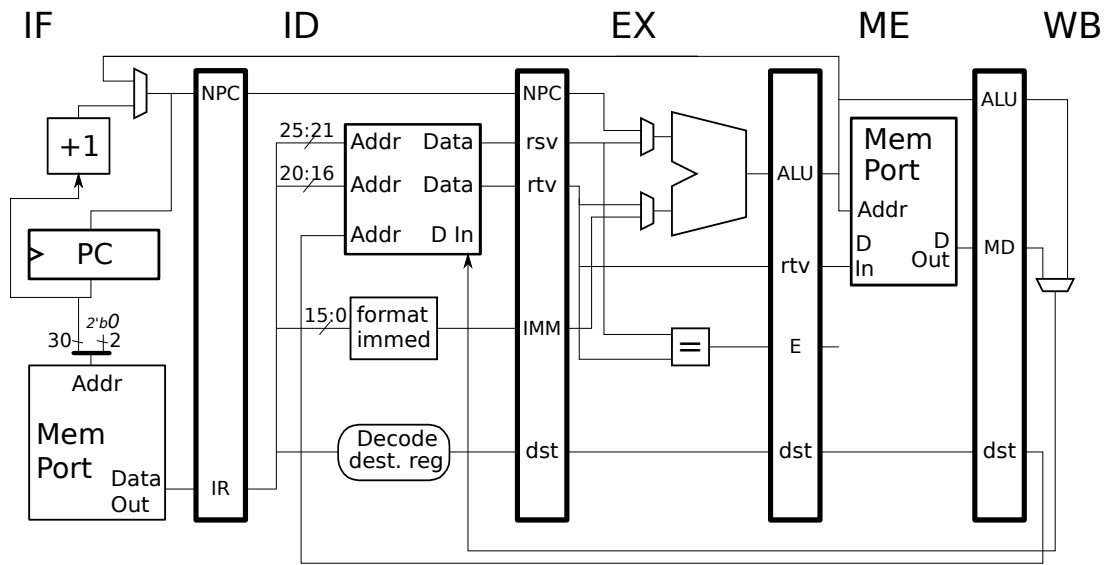 IF
ID
EX
ME
WB
NPC
+1
PC
2'b0
30
2
Addr
Mem
Port
Data
Out
IR
25:21
20:16
Addr
Data
Addr
Data
Addr
D In
15:0
format
immed
Decode
dest. reg
NPC
rsv
rtv
IMM
dst
=
ALU
rtv
E
dst
Mem
Port
Addr
D
In
D
Out
ALU
MD
dst